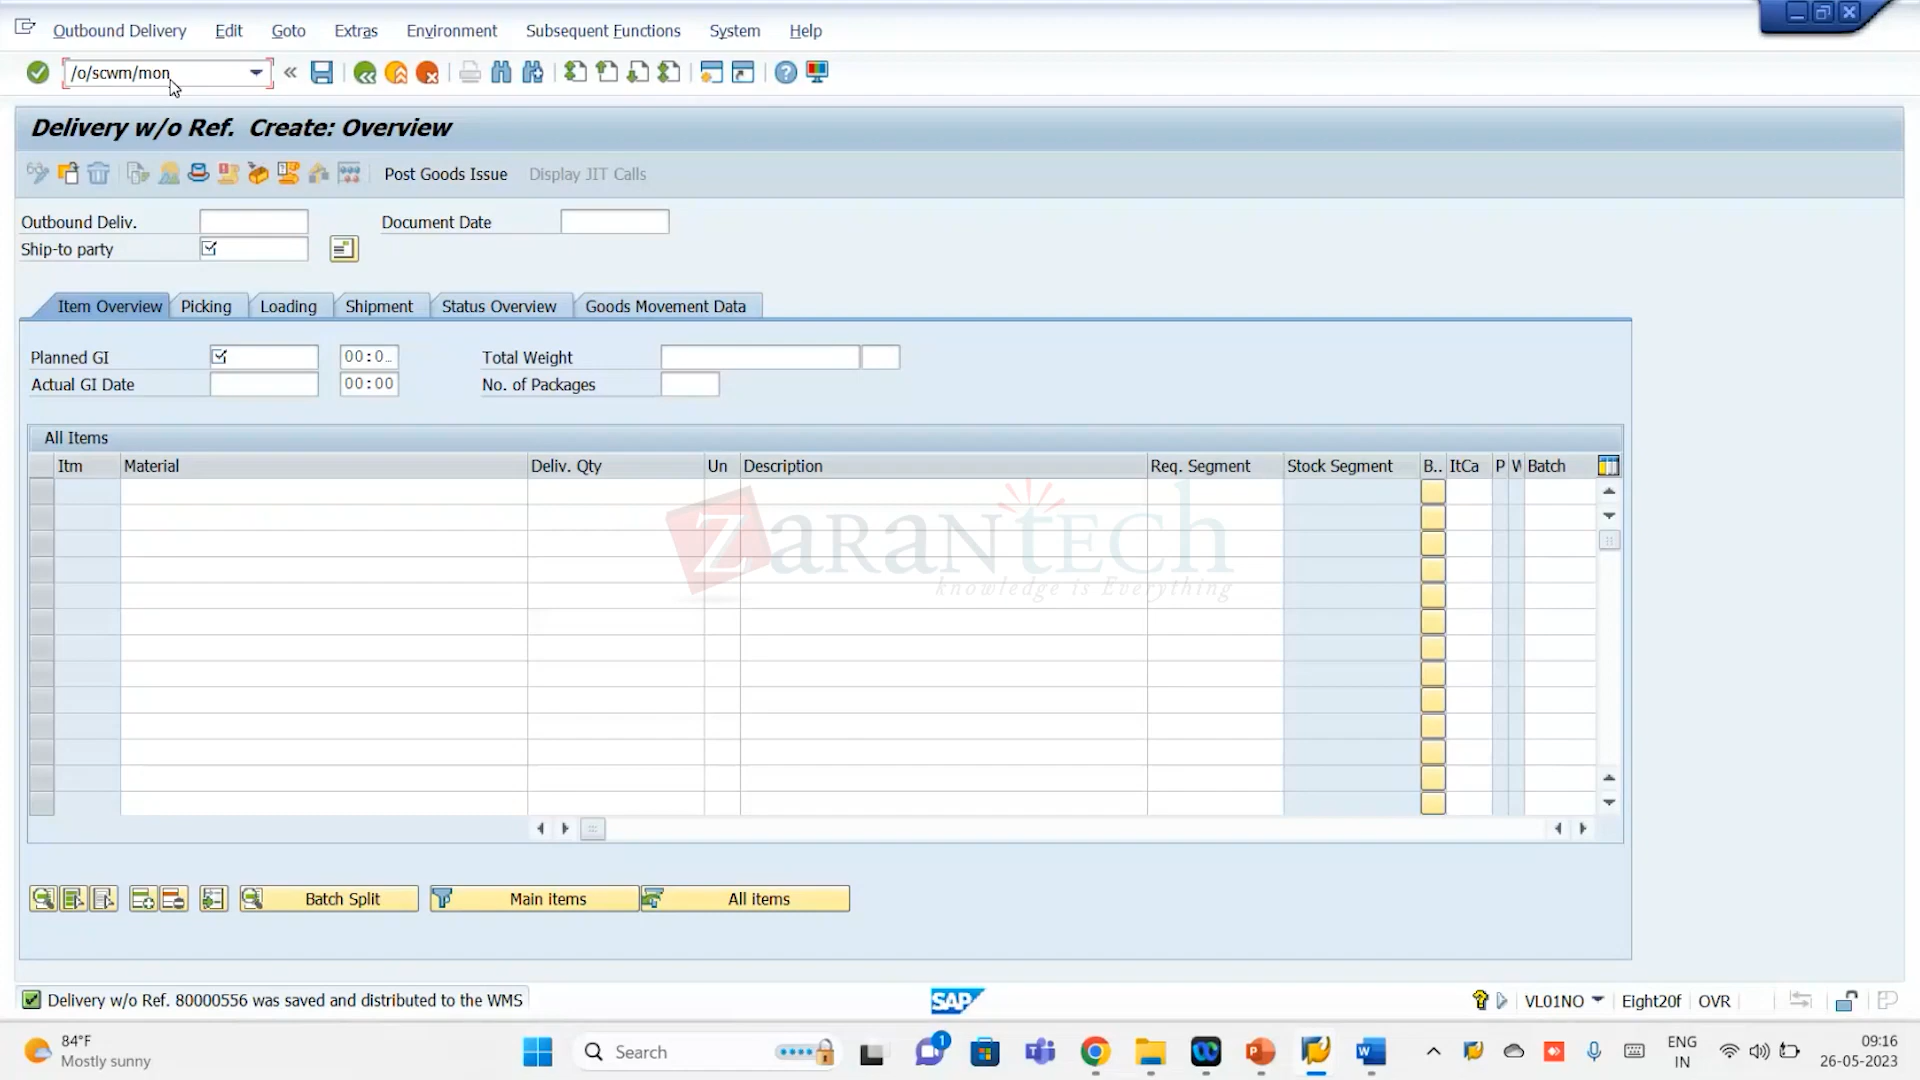 Outbound Delivery Edit Goto Extras Environment Subsequent Functions System Help
/o/scwm/mon
Delivery w/o Ref. Create: Overview
Post Goods Issue Display JIT Calls
Outbound Deliv. Document Date
Ship-to party
Item Overview Picking Loading Shipment Status Overview Goods Movement Data
Planned GI 00:0.. Total Weight
Actual GI Date 00:00 No. of Packages
All Items
Itm Material Deliv. Qty Un Description Req. Segment Stock Segment B.. ItCa P W Batch
ZaranTech
knowledge is Everything
Batch Split Main items All items
Delivery w/o Ref. 80000556 was saved and distributed to the WMS
SAP
VL01NO Eight20f OVR
84°F
Mostly sunny
Search
1
ENG
IN
09:16
26-05-2023